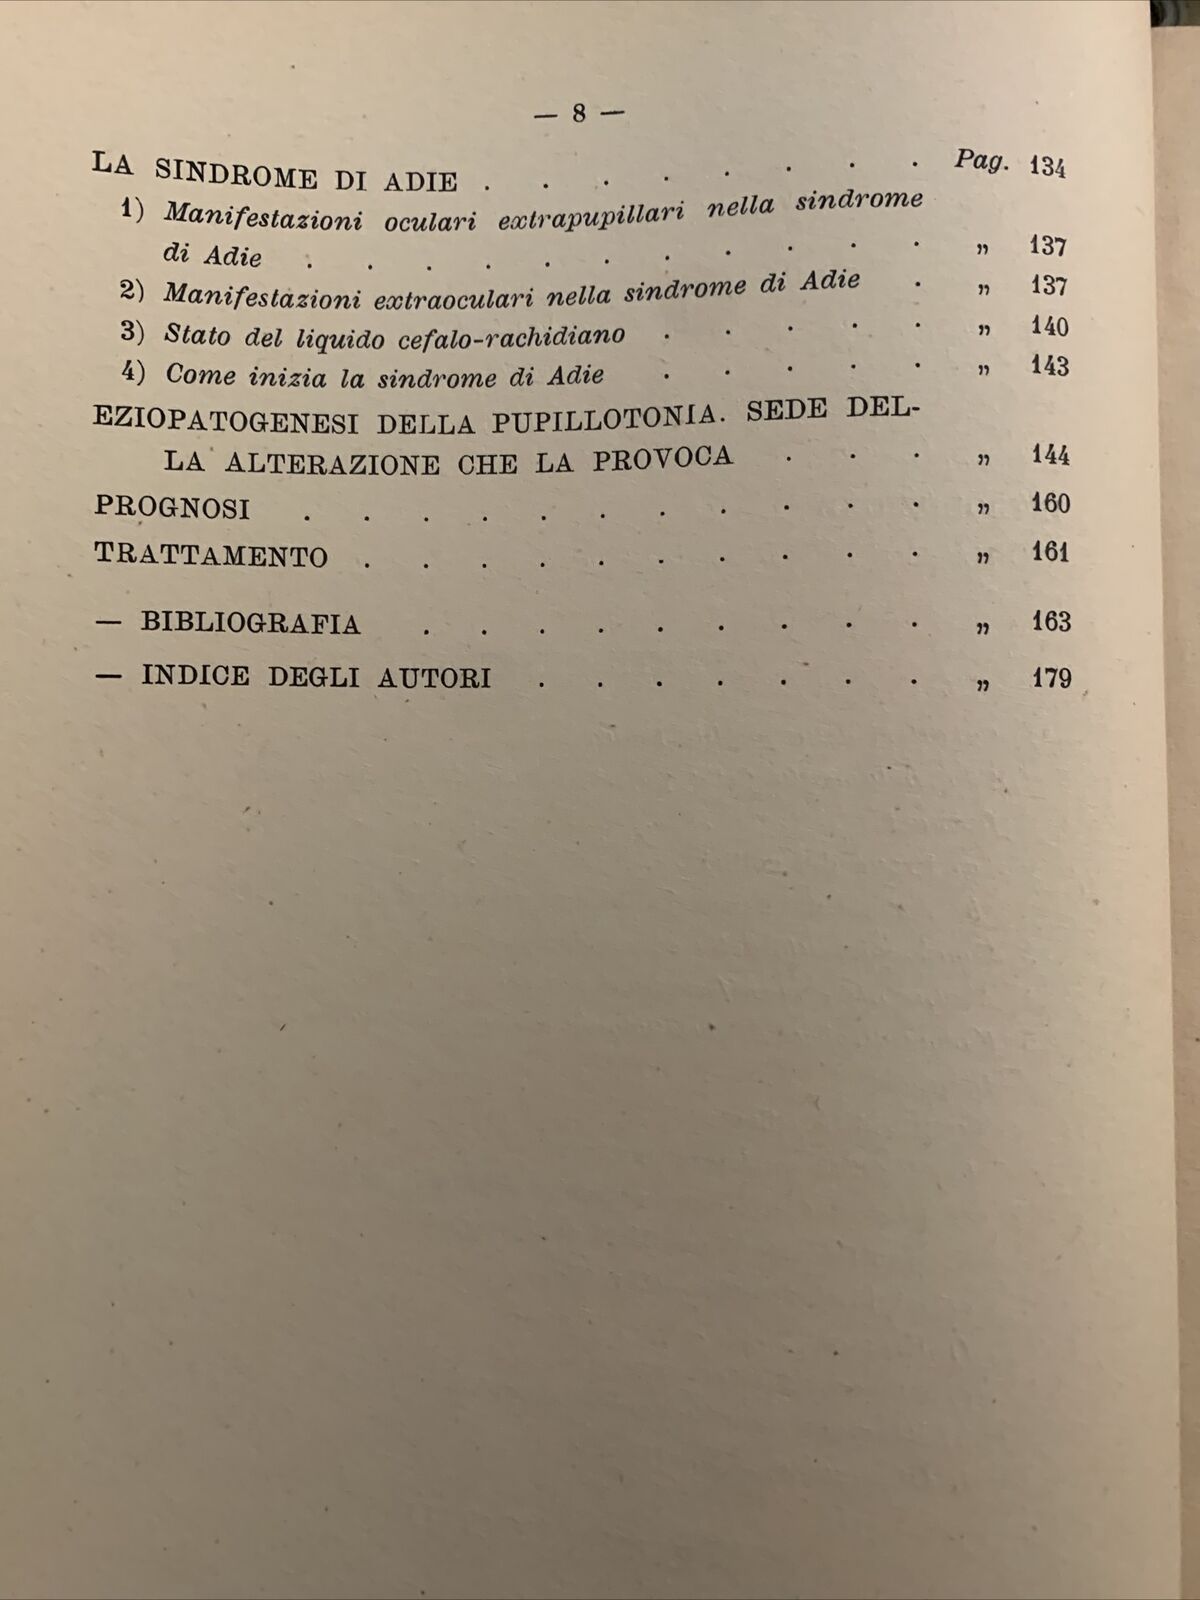 — 8 —
LA SINDROME DI ADIE . . . . . . . . Pag. 134
1) Manifestazioni oculari extrapupillari nella sindrome
di Adie . . . . . . . . . . . „ 137
2) Manifestazioni extraoculari nella sindrome di Adie . „ 137
3) Stato del liquido cefalo-rachidiano . . . . . „ 140
4) Come inizia la sindrome di Adie . . . . . „ 143
EZIOPATOGENESI DELLA PUPILLOTONIA. SEDE DEL-
LA ALTERAZIONE CHE LA PROVOCA . . . „ 144
PROGNOSI . . . . . . . . . . . „ 160
TRATTAMENTO . . . . . . . . . . „ 161
— BIBLIOGRAFIA . . . . . . . . . „ 163
— INDICE DEGLI AUTORI . . . . . . . „ 179